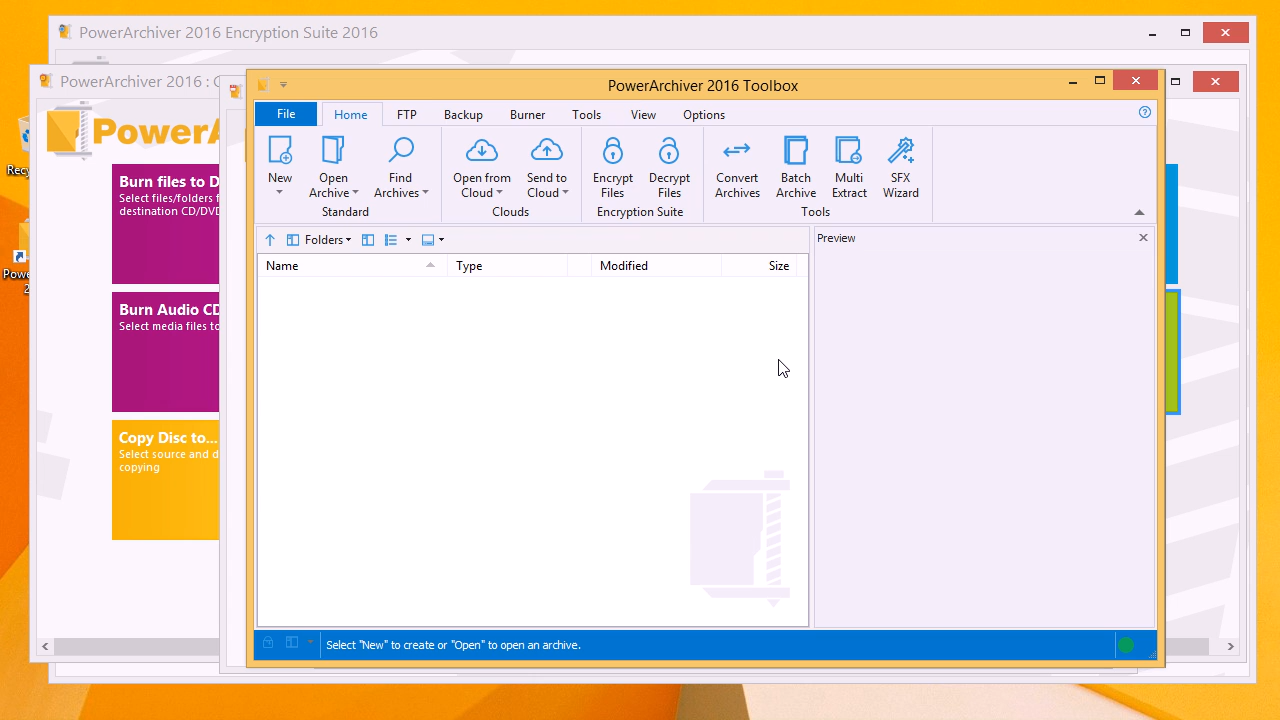 PowerArchiver 2016 Encryption Suite 2016
PowerArchiver 2016 :
PowerArchiver 2016 Toolbox
File
Home
FTP
Backup
Burner
Tools
View
Options
New
Open Archive
Find Archives
Standard
Open from Cloud
Send to Cloud
Clouds
Encrypt Files
Decrypt Files
Encryption Suite
Convert Archives
Batch Archive
Multi Extract
SFX Wizard
Tools
Folders
Preview
Name
Type
Modified
Size
Select "New" to create or "Open" to open an archive.
PowerA
Burn files to D
Select files/folders f
destination CD/DVD
Burn Audio CD
Select media files to
Copy Disc to...
Select source and d
copying
Recy
Powe
2